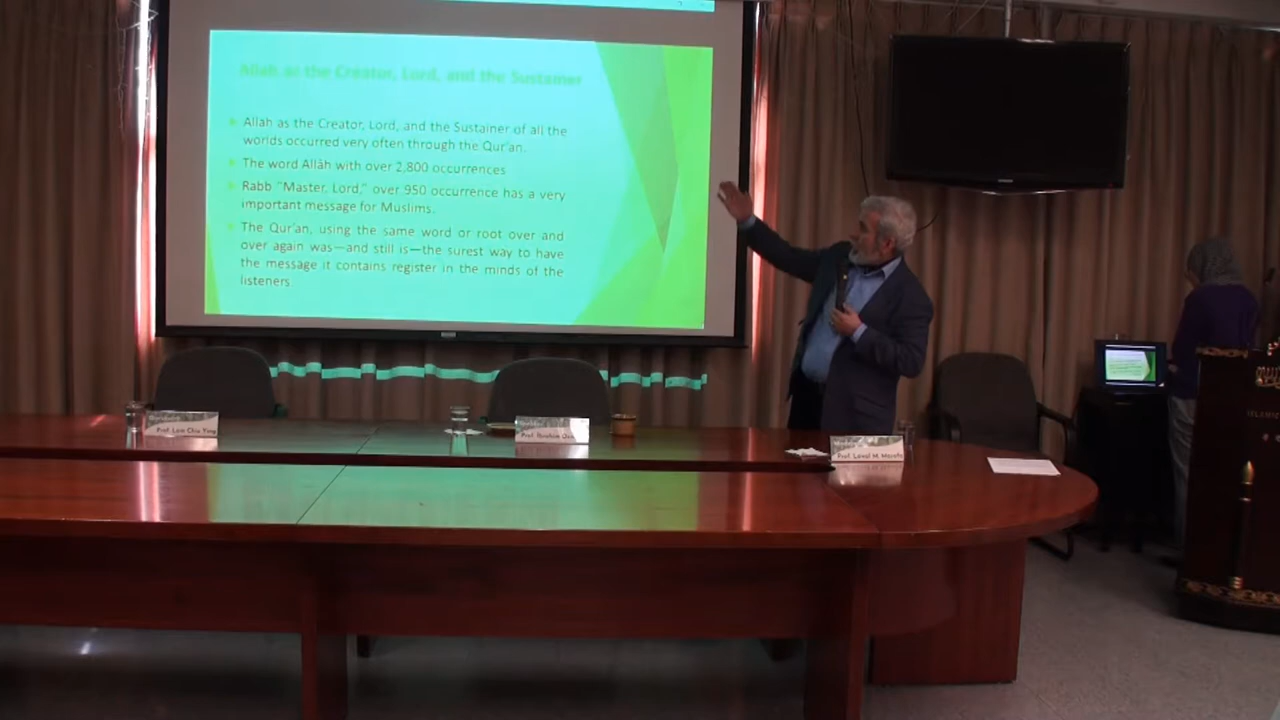 Allah as the Creator, Lord, and the Sustainer
Allah as the Creator, Lord, and the Sustainer of all the
worlds occurred very often through the Qur'an.
The word Allāh with over 2,800 occurrences
Rabb "Master, Lord," over 950 occurrence has a very
important message for Muslims.
The Qur'an, using the same word or root over and
over again was—and still is—the surest way to have
the message it contains register in the minds of the
listeners
Prof.
Prof. Ibrahim
Prof.